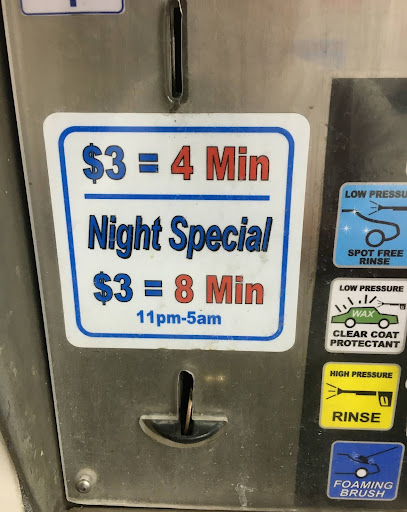 $3 = 4 Min
Night Special
$3 = 8 Min
11pm-5am
LOW PRESSU
SPOT FREE
RINSE
LOW PRESSURE
WAX
CLEAR COAT
PROTECTANT
HIGH PRESSURE
RINSE
FOAMING
BRUSH